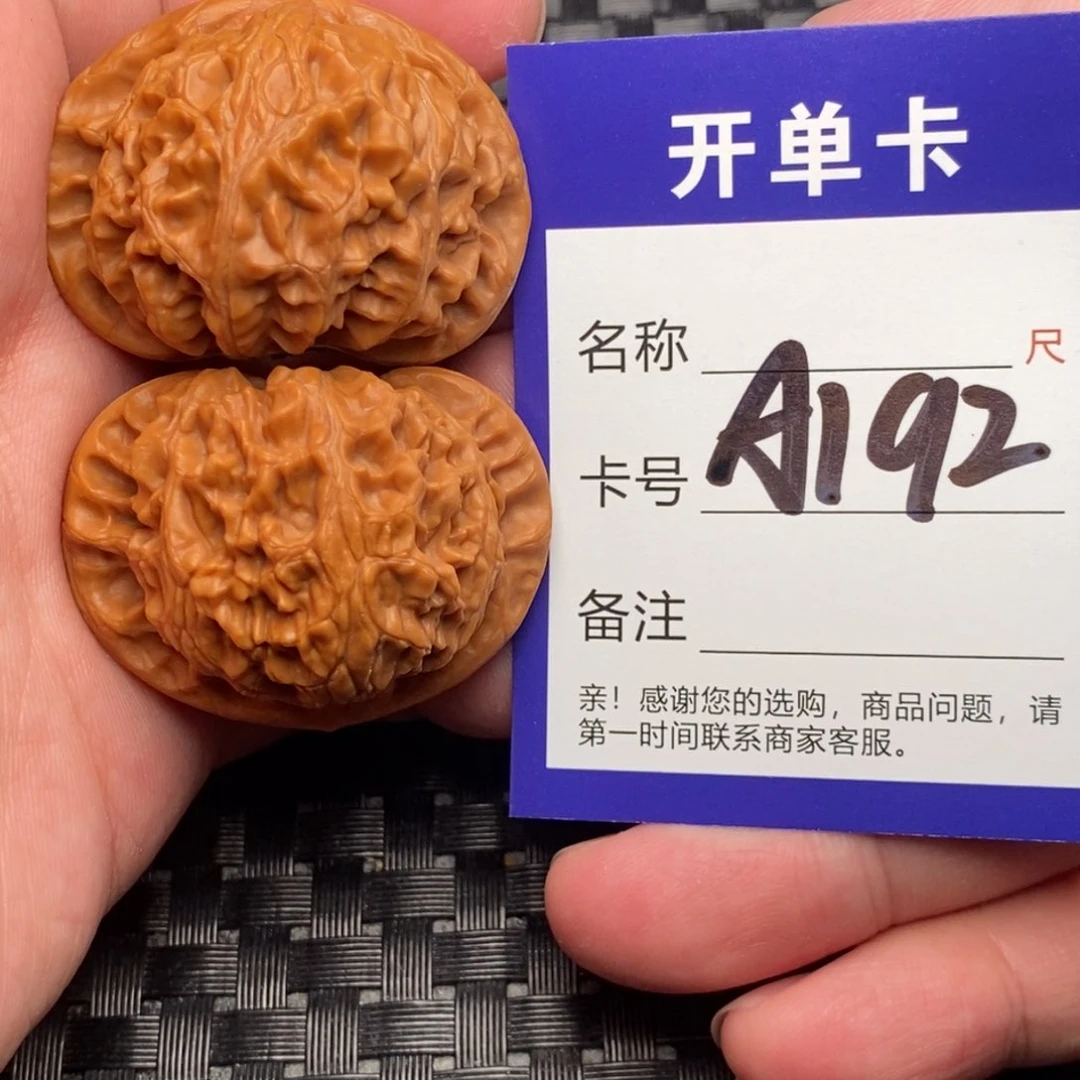 开单卡
名称 尺
卡号 A192
备注
亲！感谢您的选购，商品问题，请
第一时间联系商家客服。